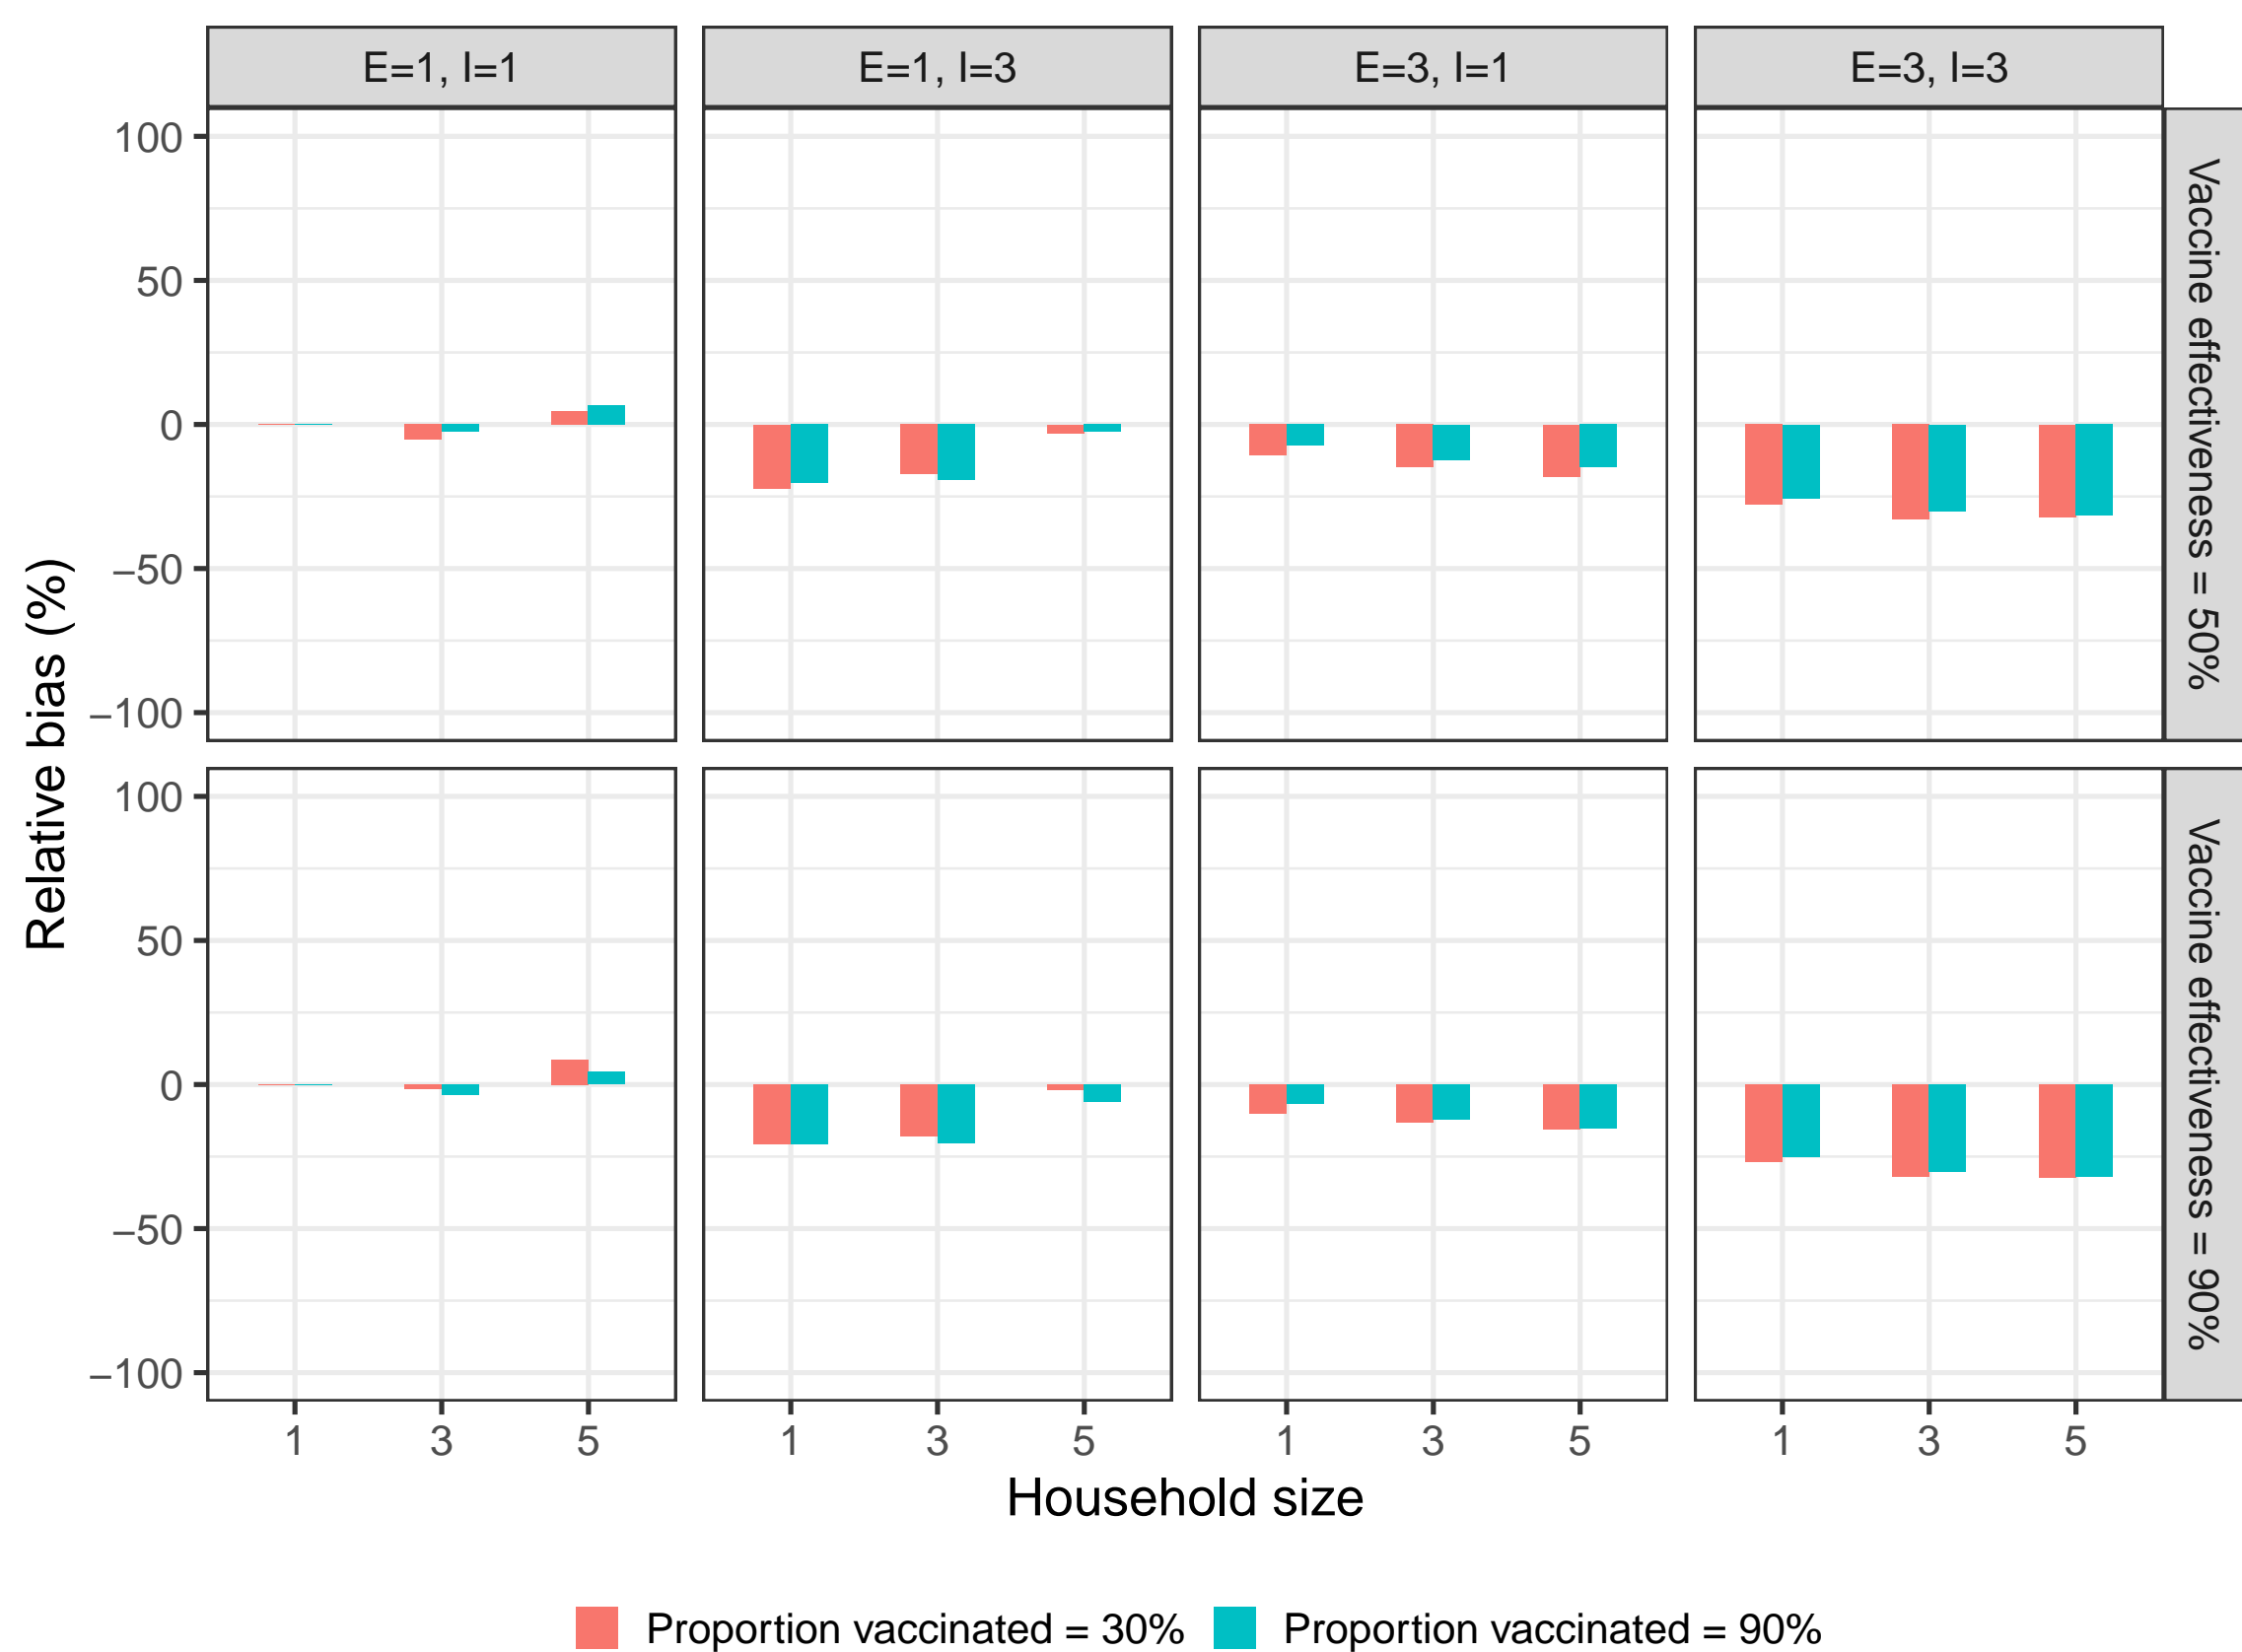 E=1, I=1
E=1, I=3
E=3, I=1
E=3, I=3
100
50
0
−50
−100
Vaccine effectiveness = 50%
100
50
0
−50
−100
Vaccine effectiveness = 90%
Relative bias (%)
1 3 5
1 3 5
1 3 5
1 3 5
Household size
Proportion vaccinated = 30%
Proportion vaccinated = 90%